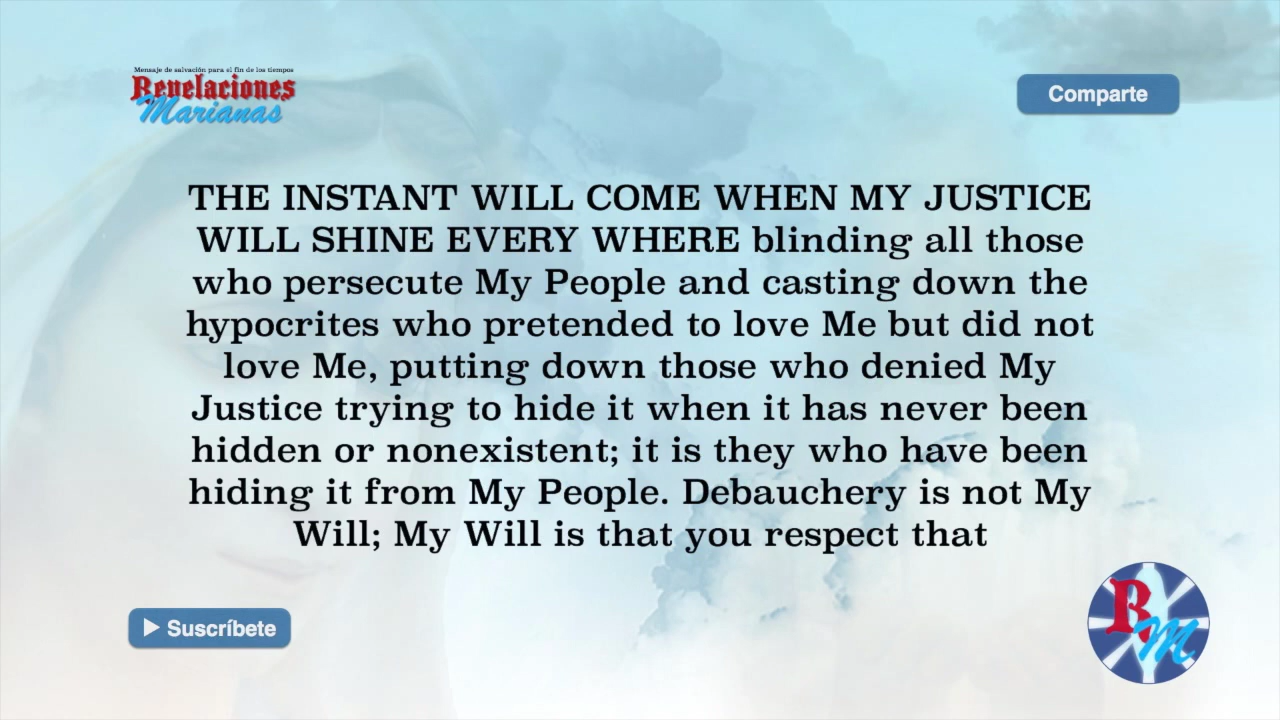 Mensaje de salvación para el fin de los tiempos
Revelaciones
Marianas
Comparte
THE INSTANT WILL COME WHEN MY JUSTICE
WILL SHINE EVERY WHERE blinding all those
who persecute My People and casting down the
hypocrites who pretended to love Me but did not
love Me, putting down those who denied My
Justice trying to hide it when it has never been
hidden or nonexistent; it is they who have been
hiding it from My People. Debauchery is not My
Will; My Will is that you respect that
Suscríbete
RM